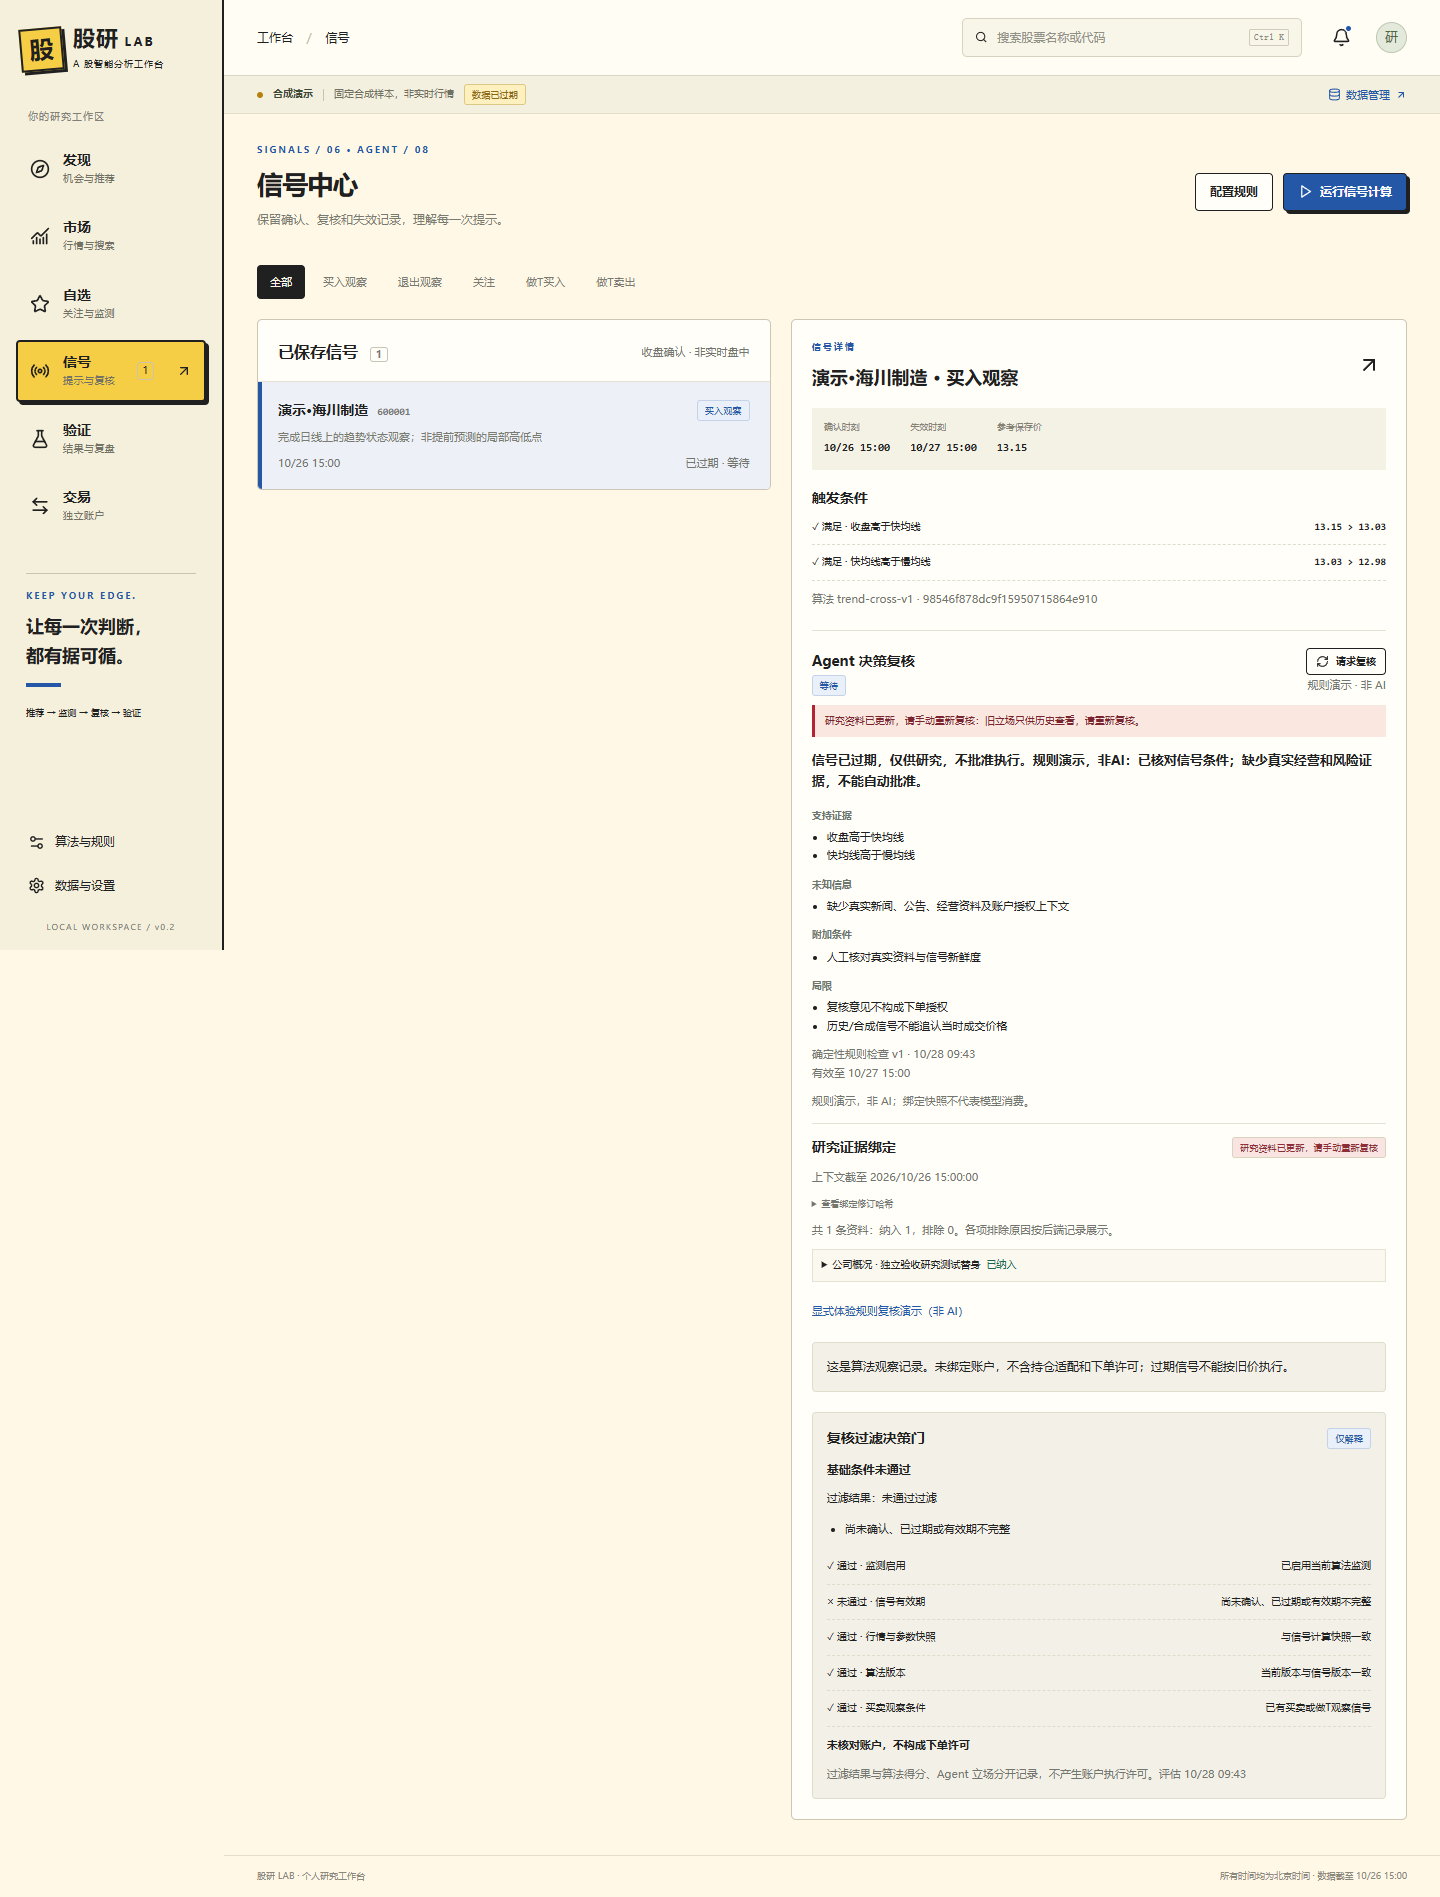 股
股研 LAB
A 股智能分析工作台
你的研究工作区
发现
机会与推荐
市场
行情与搜索
自选
关注与监测
信号
提示与复核
1
验证
结果与复盘
交易
独立账户
KEEP YOUR EDGE.
让每一次判断，
都有据可循。
推荐 → 监测 → 复核 → 验证
算法与规则
数据与设置
LOCAL WORKSPACE / v0.2
工作台 / 信号
搜索股票名称或代码
Ctrl K
研
合成演示
固定合成样本，非实时行情
数据已过期
数据管理
SIGNALS / 06 • AGENT / 08
信号中心
保留确认、复核和失效记录，理解每一次提示。
配置规则
运行信号计算
全部
买入观察
退出观察
关注
做T买入
做T卖出
已保存信号 1
收盘确认 · 非实时盘中
演示•海川制造 600001
买入观察
完成日线上的趋势状态观察；非提前预测的局部高低点
10/26 15:00
已过期 · 等待
信号详情
演示•海川制造 • 买入观察
确认时刻
10/26 15:00
失效时刻
10/27 15:00
参考保存价
13.15
触发条件
✓ 满足 · 收盘高于快均线
13.15 > 13.03
✓ 满足 · 快均线高于慢均线
13.03 > 12.98
算法 trend-cross-v1 · 98546f878dc9f15950715864e910
Agent 决策复核
请求复核
等待
规则演示 · 非 AI
研究资料已更新，请手动重新复核：旧立场只供历史查看，请重新复核。
信号已过期，仅供研究，不批准执行。规则演示，非AI：已核对信号条件；缺少真实经营和风险证
据，不能自动批准。
支持证据
• 收盘高于快均线
• 快均线高于慢均线
未知信息
• 缺少真实新闻、公告、经营资料及账户授权上下文
附加条件
• 人工核对真实资料与信号新鲜度
局限
• 复核意见不构成下单授权
• 历史/合成信号不能追认当时成交价格
确定性规则检查 v1 · 10/28 09:43
有效至 10/27 15:00
规则演示，非 AI；绑定快照不代表模型消费。
研究证据绑定
研究资料已更新，请手动重新复核
上下文截至 2026/10/26 15:00:00
▶ 查看绑定修订哈希
共 1 条资料：纳入 1，排除 0。各项排除原因按后端记录展示。
▶ 公司概况 · 独立验收研究测试替身 已纳入
显式体验规则复核演示（非 AI）
这是算法观察记录。未绑定账户，不含持仓适配和下单许可；过期信号不能按旧价执行。
复核过滤决策门
仅解释
基础条件未通过
过滤结果：未通过过滤
• 尚未确认、已过期或有效期不完整
✓ 通过 · 监测启用
已启用当前算法监测
× 未通过 · 信号有效期
尚未确认、已过期或有效期不完整
✓ 通过 · 行情与参数快照
与信号计算快照一致
✓ 通过 · 算法版本
当前版本与信号版本一致
✓ 通过 · 买卖观察条件
已有买卖或做T观察信号
未核对账户，不构成下单许可
过滤结果与算法得分、Agent 立场分开记录，不产生账户执行许可。评估 10/28 09:43
股研 LAB · 个人研究工作台
所有时间均为北京时间 · 数据截至 10/26 15:00